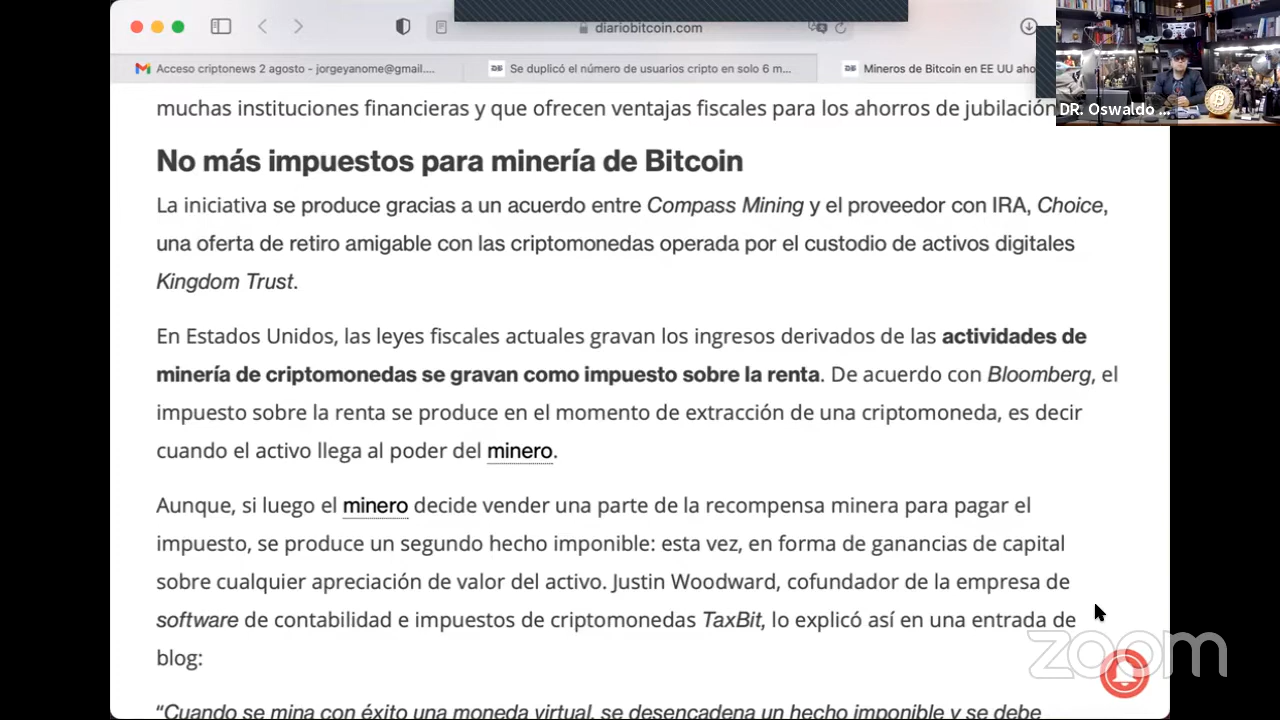 diariobitcoin.com
Acceso criptonews 2 agosto - jorgeyanome@gmail....
Se duplicó el número de usuarios cripto en solo 6 m...
Mineros de Bitcoin en EE UU aho
DR. Oswaldo ...
muchas instituciones financieras y que ofrecen ventajas fiscales para los ahorros de jubilación
No más impuestos para minería de Bitcoin
La iniciativa se produce gracias a un acuerdo entre Compass Mining y el proveedor con IRA, Choice,
una oferta de retiro amigable con las criptomonedas operada por el custodio de activos digitales
Kingdom Trust.
En Estados Unidos, las leyes fiscales actuales gravan los ingresos derivados de las actividades de
minería de criptomonedas se gravan como impuesto sobre la renta. De acuerdo con Bloomberg, el
impuesto sobre la renta se produce en el momento de extracción de una criptomoneda, es decir
cuando el activo llega al poder del minero.
Aunque, si luego el minero decide vender una parte de la recompensa minera para pagar el
impuesto, se produce un segundo hecho imponible: esta vez, en forma de ganancias de capital
sobre cualquier apreciación de valor del activo. Justin Woodward, cofundador de la empresa de
software de contabilidad e impuestos de criptomonedas TaxBit, lo explicó así en una entrada de
blog:
“Cuando se mina con éxito una moneda virtual, se desencadena un hecho imponible y se debe
zoom